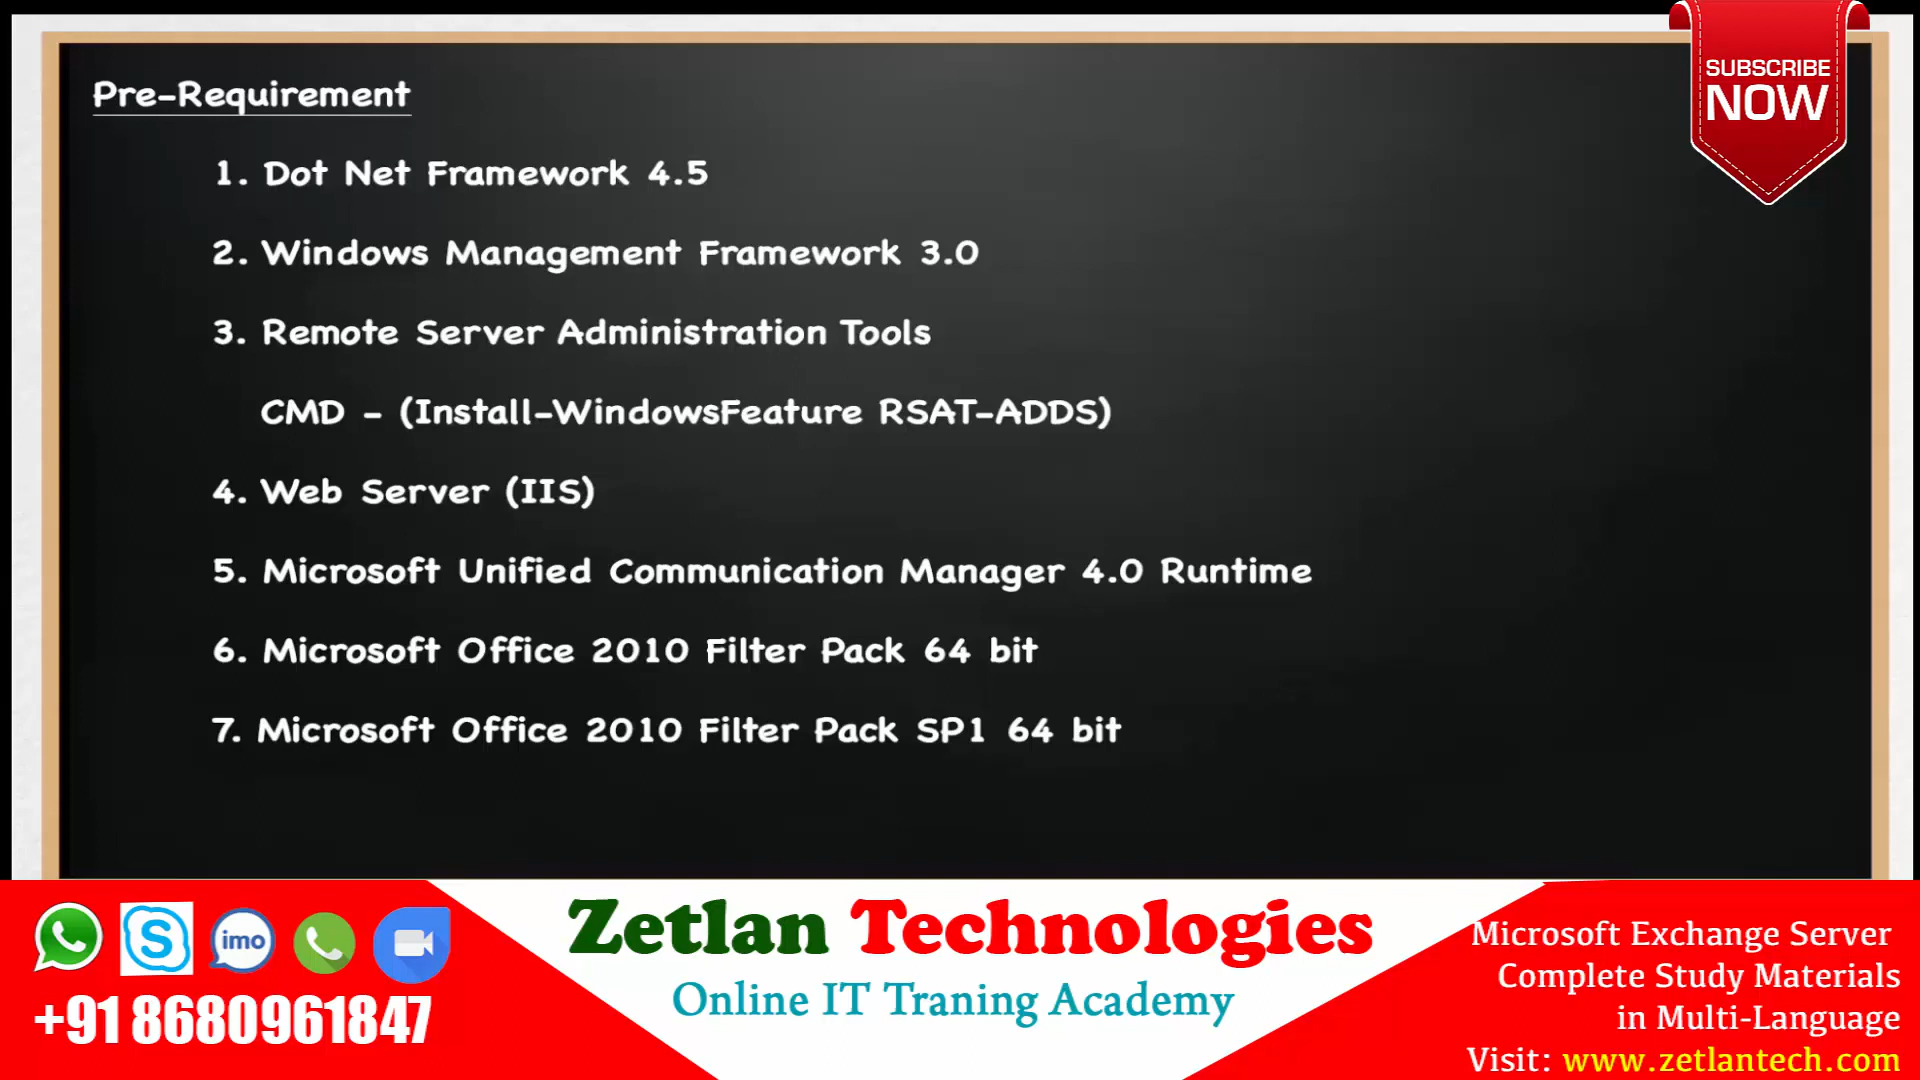 SUBSCRIBE
NOW
Pre-Requirement
1. Dot Net Framework 4.5
2. Windows Management Framework 3.0
3. Remote Server Administration Tools
CMD - (Install-WindowsFeature RSAT-ADDS)
4. Web Server (IIS)
5. Microsoft Unified Communication Manager 4.0 Runtime
6. Microsoft Office 2010 Filter Pack 64 bit
7. Microsoft Office 2010 Filter Pack SP1 64 bit
S
imo
+91 8680961847
Zetlan Technologies
Online IT Traning Academy
Microsoft Exchange Server
Complete Study Materials
in Multi-Language
Visit: www.zetlantech.com